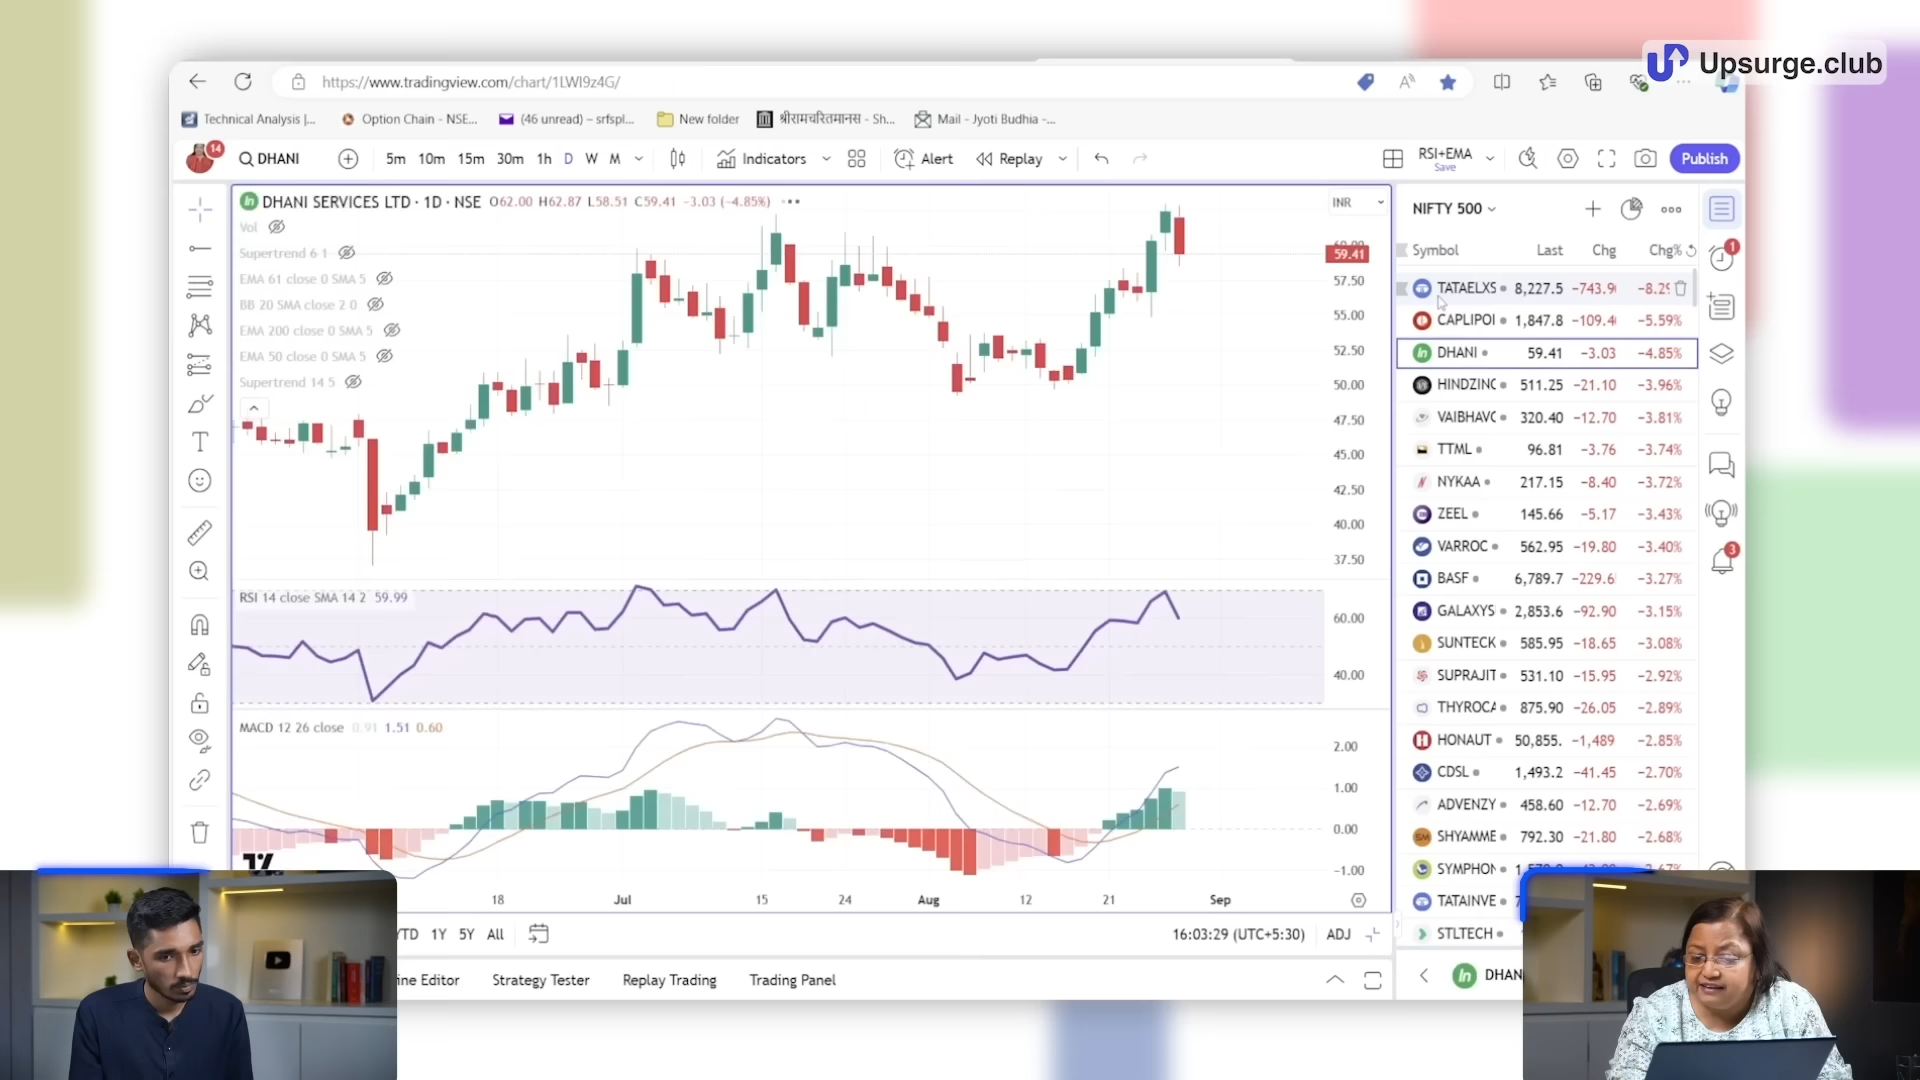 Upsurge.club
https://www.tradingview.com/chart/1LWI9z4G/
Technical Analysis |...
Option Chain - NSE...
(46 unread) – srfspl...
New folder
श्रीरामचरितमानस - Sh...
Mail - Jyoti Budhia -...
14
DHANI
5m 10m 15m 30m 1h D W M
Indicators
Alert
Replay
RSI+EMA
Save
Publish
DHANI SERVICES LTD · 1D · NSE O62.00 H62.87 L58.51 C59.41 -3.03 (-4.85%)
Vol
Supertrend 6 1
EMA 61 close 0 SMA 5
BB 20 SMA close 2 0
EMA 200 close 0 SMA 5
EMA 50 close 0 SMA 5
Supertrend 14 5
INR
60.00
59.41
57.50
55.00
52.50
50.00
47.50
45.00
42.50
40.00
37.50
RSI 14 close SMA 14 2 59.99
60.00
40.00
MACD 12 26 close 0.91 1.51 0.60
2.00
1.00
0.00
-1.00
18 Jul 15 24 Aug 12 21 Sep
YTD 1Y 5Y All
16:03:29 (UTC+5:30)
ADJ
ine Editor
Strategy Tester
Replay Trading
Trading Panel
NIFTY 500
Symbol Last Chg Chg%
TATAELXS 8,227.5 -743.9 -8.29
CAPLIPOI 1,847.8 -109.4 -5.59%
DHANI 59.41 -3.03 -4.85%
HINDZINC 511.25 -21.10 -3.96%
VAIBHAVG 320.40 -12.70 -3.81%
TTML 96.81 -3.76 -3.74%
NYKAA 217.15 -8.40 -3.72%
ZEEL 145.66 -5.17 -3.43%
VARROC 562.95 -19.80 -3.40%
BASF 6,789.7 -229.6 -3.27%
GALAXYS 2,853.6 -92.90 -3.15%
SUNTECK 585.95 -18.65 -3.08%
SUPRAJIT 531.10 -15.95 -2.92%
THYROCA 875.90 -26.05 -2.89%
HONAUT 50,855. -1,489 -2.85%
CDSL 1,493.2 -41.45 -2.70%
ADVENZY 458.60 -12.70 -2.69%
SHYAMME 792.30 -21.80 -2.68%
SYMPHON
TATAINVE
STLTECH
DHAN
1
3